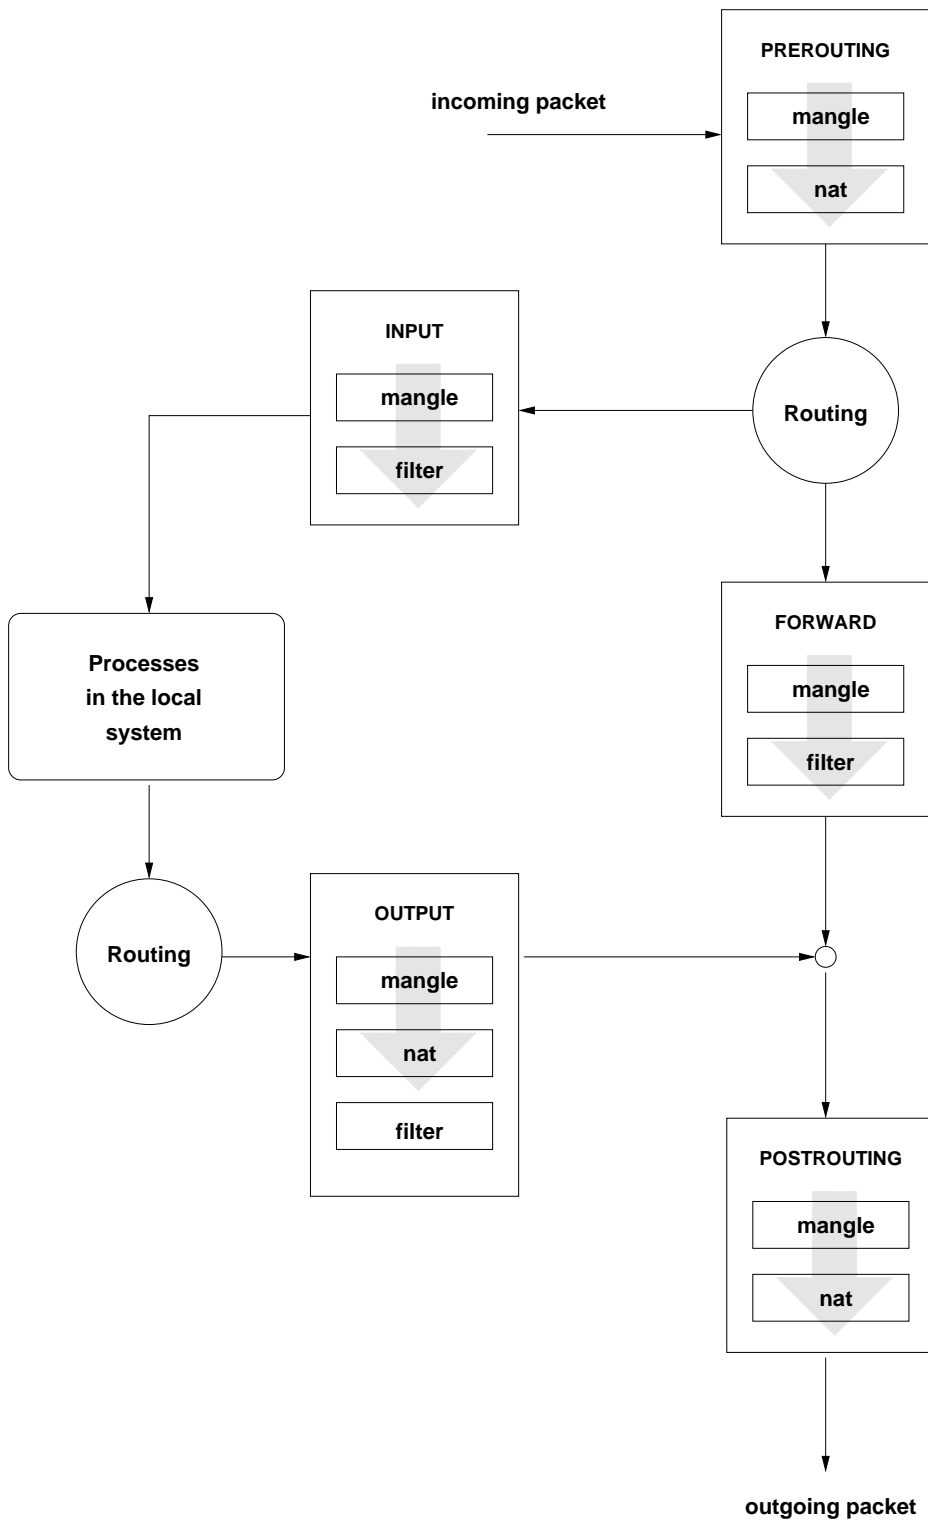 PREROUTING
incoming packet
mangle
nat
INPUT
mangle
filter
Routing
Processes
in the local
system
FORWARD
mangle
filter
Routing
OUTPUT
mangle
nat
filter
POSTROUTING
mangle
nat
outgoing packet